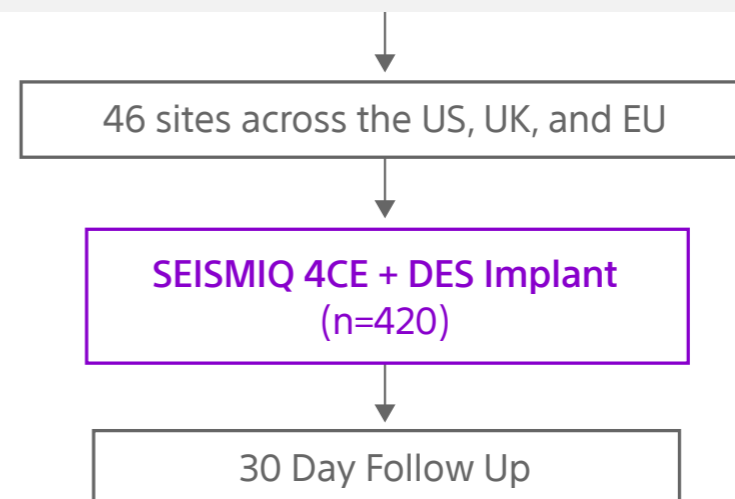 46 sites across the US, UK, and EU
SEISMIQ 4CE + DES Implant
(n=420)
30 Day Follow Up